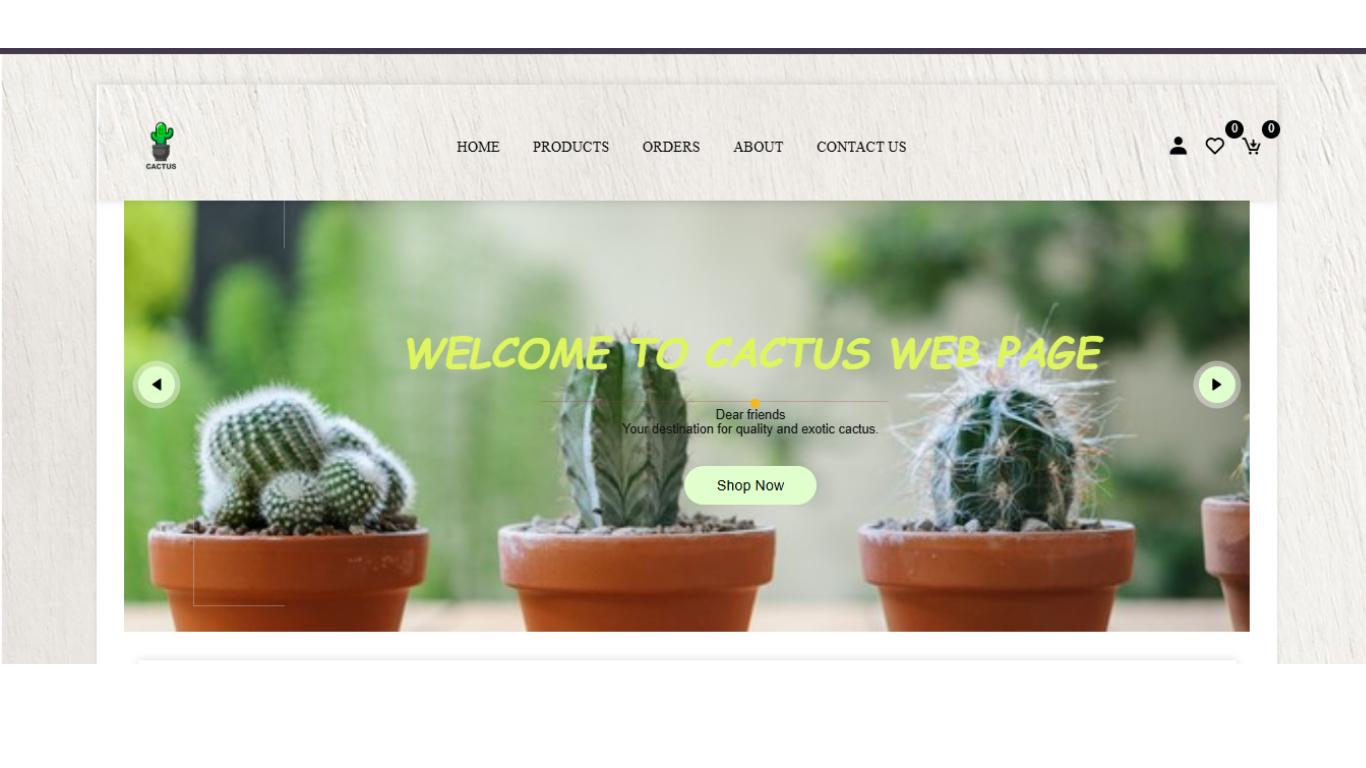 CACTUS
HOME PRODUCTS ORDERS ABOUT CONTACT US
0 0
WELCOME TO CACTUS WEB PAGE
Dear friends
Your destination for quality and exotic cactus.
Shop Now